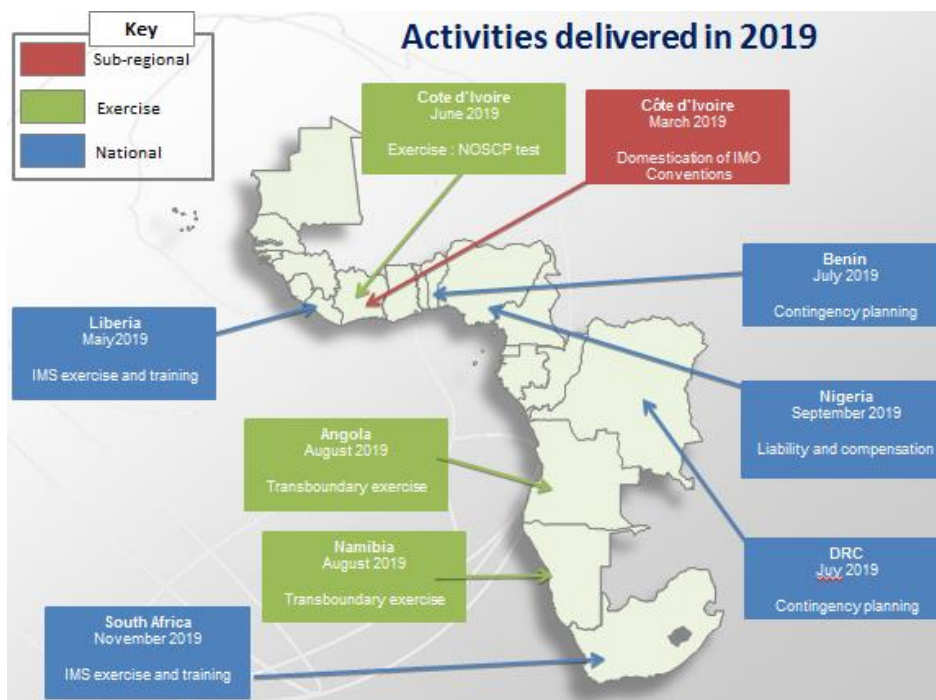 Activities delivered in 2019
Key
Sub-regional
Exercise
National
Cote d'Ivoire
June 2019
Exercise : NOSCP test
Côte d'Ivoire
March 2019
Domestication of IMO
Conventions
Benin
July 2019
Contingency planning
Liberia
Maiy2019
IMS exercise and training
Nigeria
September 2019
Liability and compensation
Angola
August 2019
Transboundary exercise
Namibia
August 2019
Transboundary exercise
DRC
Juy 2019
Contingency planning
South Africa
November 2019
IMS exercise and training